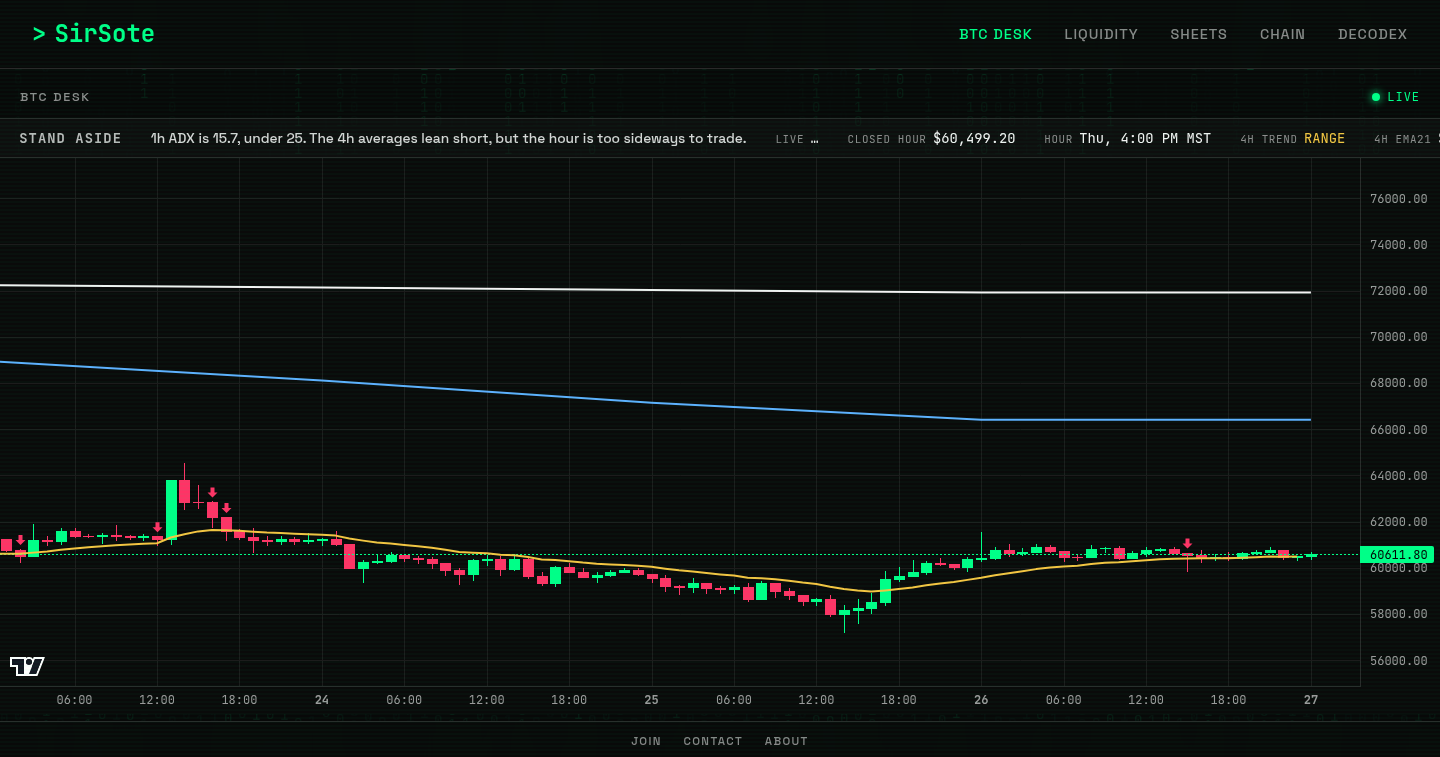 > SirSote
BTC DESK LIQUIDITY SHEETS CHAIN DECODEX
BTC DESK
LIVE
STAND ASIDE 1h ADX is 15.7, under 25. The 4h averages lean short, but the hour is too sideways to trade. LIVE … CLOSED HOUR $60,499.20 HOUR Thu, 4:00 PM MST 4H TREND RANGE 4H EMA21
76000.00
74000.00
72000.00
70000.00
68000.00
66000.00
64000.00
62000.00
60611.80
60000.00
58000.00
56000.00
06:00 12:00 18:00 24 06:00 12:00 18:00 25 06:00 12:00 18:00 26 06:00 12:00 18:00 27
JOIN CONTACT ABOUT